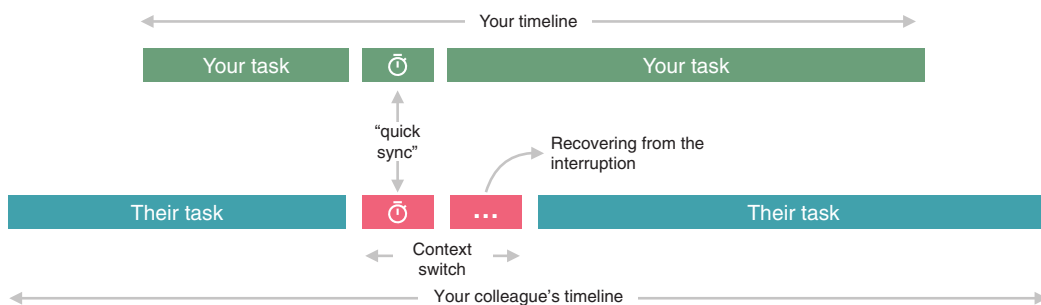 Your timeline
Your task
Your task
“quick
sync”
Recovering from the
interruption
Their task
...
Their task
Context
switch
Your colleague’s timeline